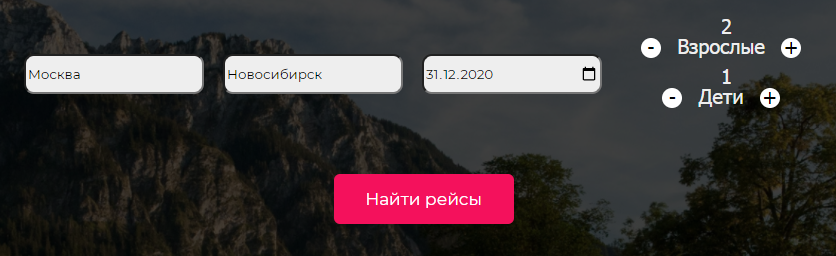 Москва
Новосибирск
31.12.2020
2
- Взрослые +
1
- Дети +
Найти рейсы